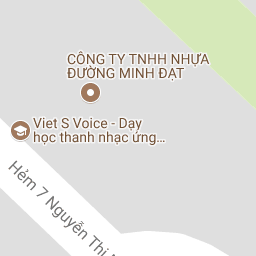 CÔNG TY TNHH NHỰA
ĐƯỜNG MINH ĐẠT
Viet S Voice - Dạy
học thanh nhạc ứng...
Hẻm 7 Nguyễn Thị